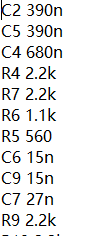 C2 390n
C5 390n
C4 680n
R4 2.2k
R7 2.2k
R6 1.1k
R5 560
C6 15n
C9 15n
C7 27n
R9 2.2k